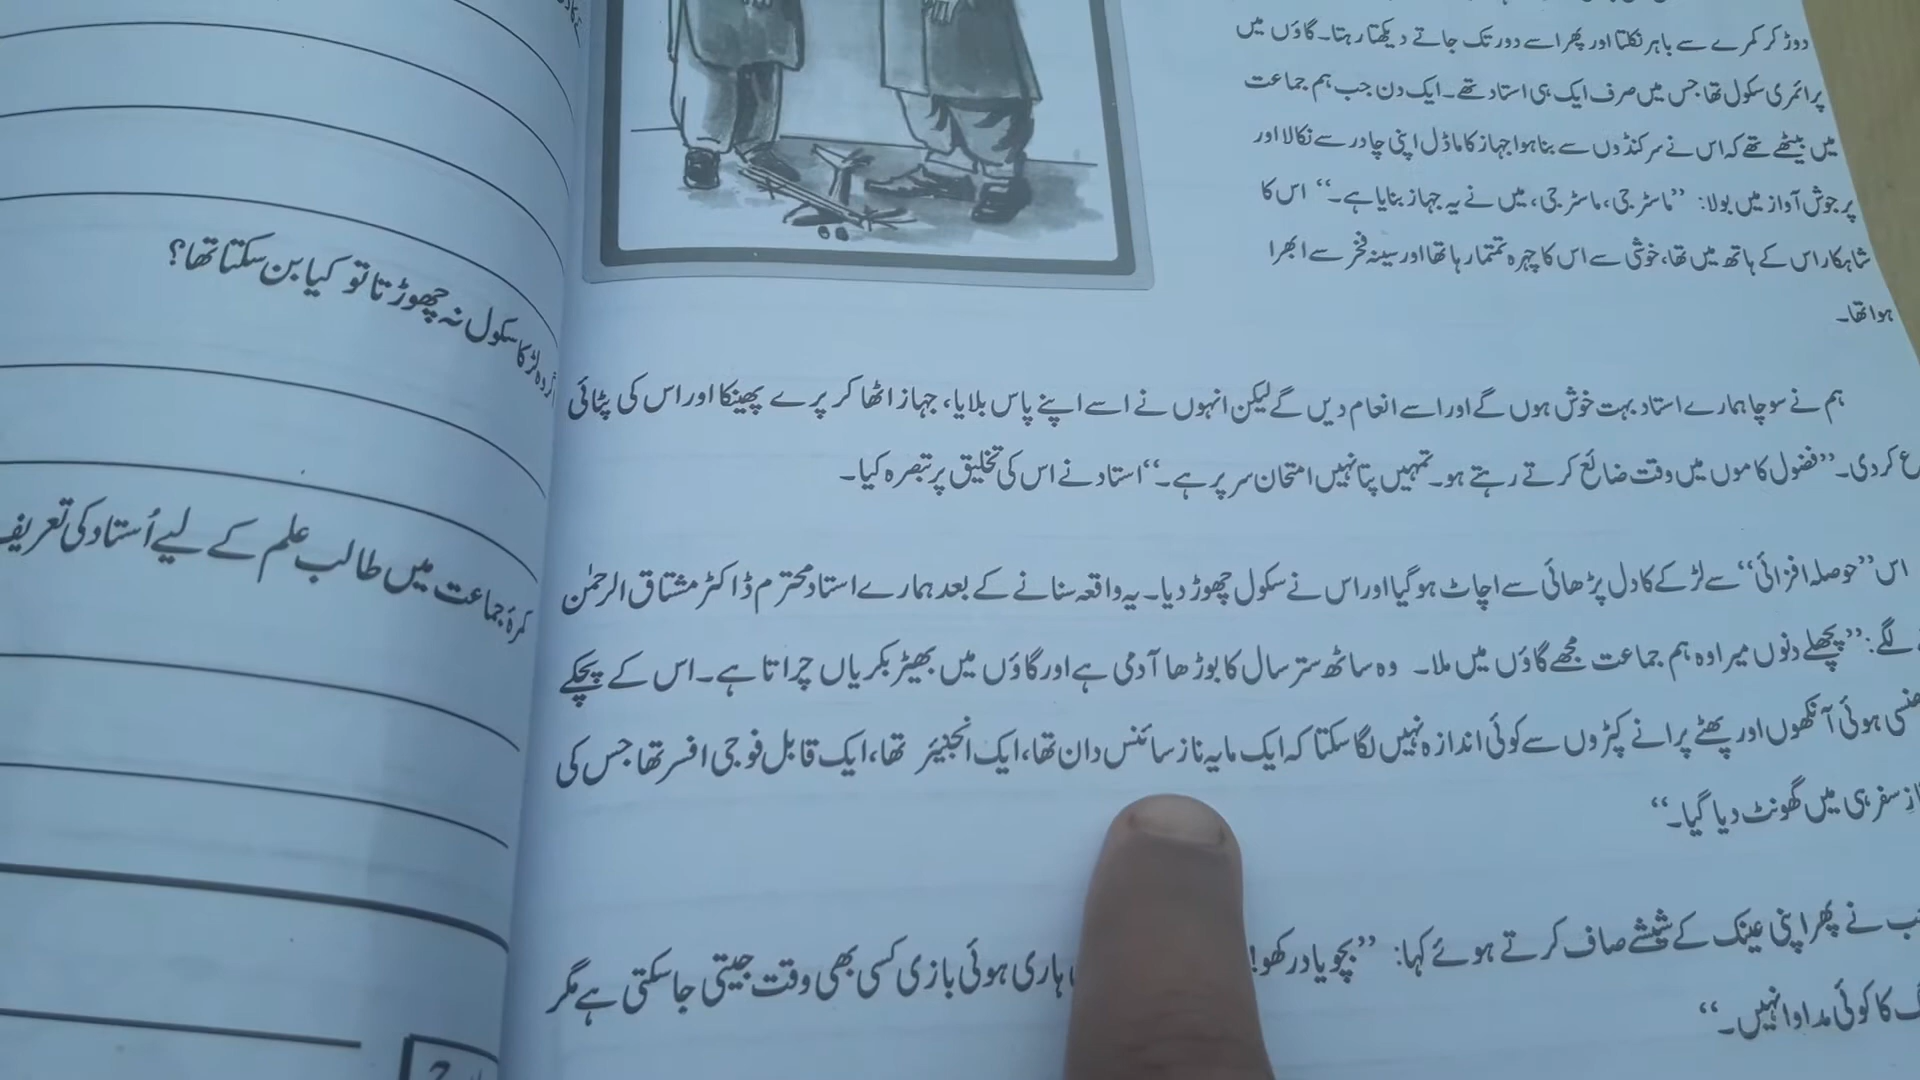 دوڑ کر کمرے سے باہر نکلتا اور پھر اسے دور تک جاتے دیکھتا رہتا۔ گاؤں میں
پرائمری سکول تھا جس میں صرف ایک ہی استاد تھے۔ ایک دن جب ہم جماعت
میں بیٹھے تھے کہ اس نے سرکنڈوں سے بنا ہوا جہاز کا ماڈل اپنی چادر سے نکالا اور
پرجوش آواز میں بولا: ”ماسٹر جی، ماسٹر جی، میں نے یہ جہاز بنایا ہے۔“ اس کا
شاہکار اس کے ہاتھ میں تھا، خوشی سے اس کا چہرہ تمتما رہا تھا اور سینہ فخر سے ابھرا
ہوا تھا۔
ہم نے سوچا ہمارے استاد بہت خوش ہوں گے اور اسے انعام دیں گے لیکن انہوں نے اسے اپنے پاس بلایا، جہاز اٹھا کر پرے پھینکا اور اس کی پٹائی
کر دی۔ ”فضول کاموں میں وقت ضائع کرتے رہتے ہو۔ تمہیں پتا نہیں امتحان سر پر ہے۔“ استاد نے اس کی تخلیق پر تبصرہ کیا۔
اس ”حوصلہ افزائی“ سے لڑکے کا دل پڑھائی سے اچاٹ ہو گیا اور اس نے سکول چھوڑ دیا۔ یہ واقعہ سنانے کے بعد ہمارے استاد محترم ڈاکٹر مشتاق الرحمٰن
لگے: ”پچھلے دنوں میرا وہ ہم جماعت مجھے گاؤں میں ملا۔ وہ ساٹھ ستر سال کا بوڑھا آدمی ہے اور گاؤں میں بھیڑ بکریاں چراتا ہے۔ اس کے پچکے
ہوئی آنکھوں اور پھٹے پرانے کپڑوں سے کوئی اندازہ نہیں لگا سکتا کہ ایک مایہ ناز سائنس دان تھا، ایک انجنیئر تھا، ایک قابل فوجی افسر تھا جس کی
سفر ہی میں گھونٹ دیا گیا۔“
نے پھر اپنی عینک کے شیشے صاف کرتے ہوئے کہا: ”بچو یاد رکھو! ہاری ہوئی بازی کسی بھی وقت جیتی جا سکتی ہے مگر
کا کوئی مداوا نہیں۔“
لڑکا سکول نہ چھوڑتا تو کیا بن سکتا تھا؟
کمرۂ جماعت میں طالب علم کے لیے اُستاد کی تعریف